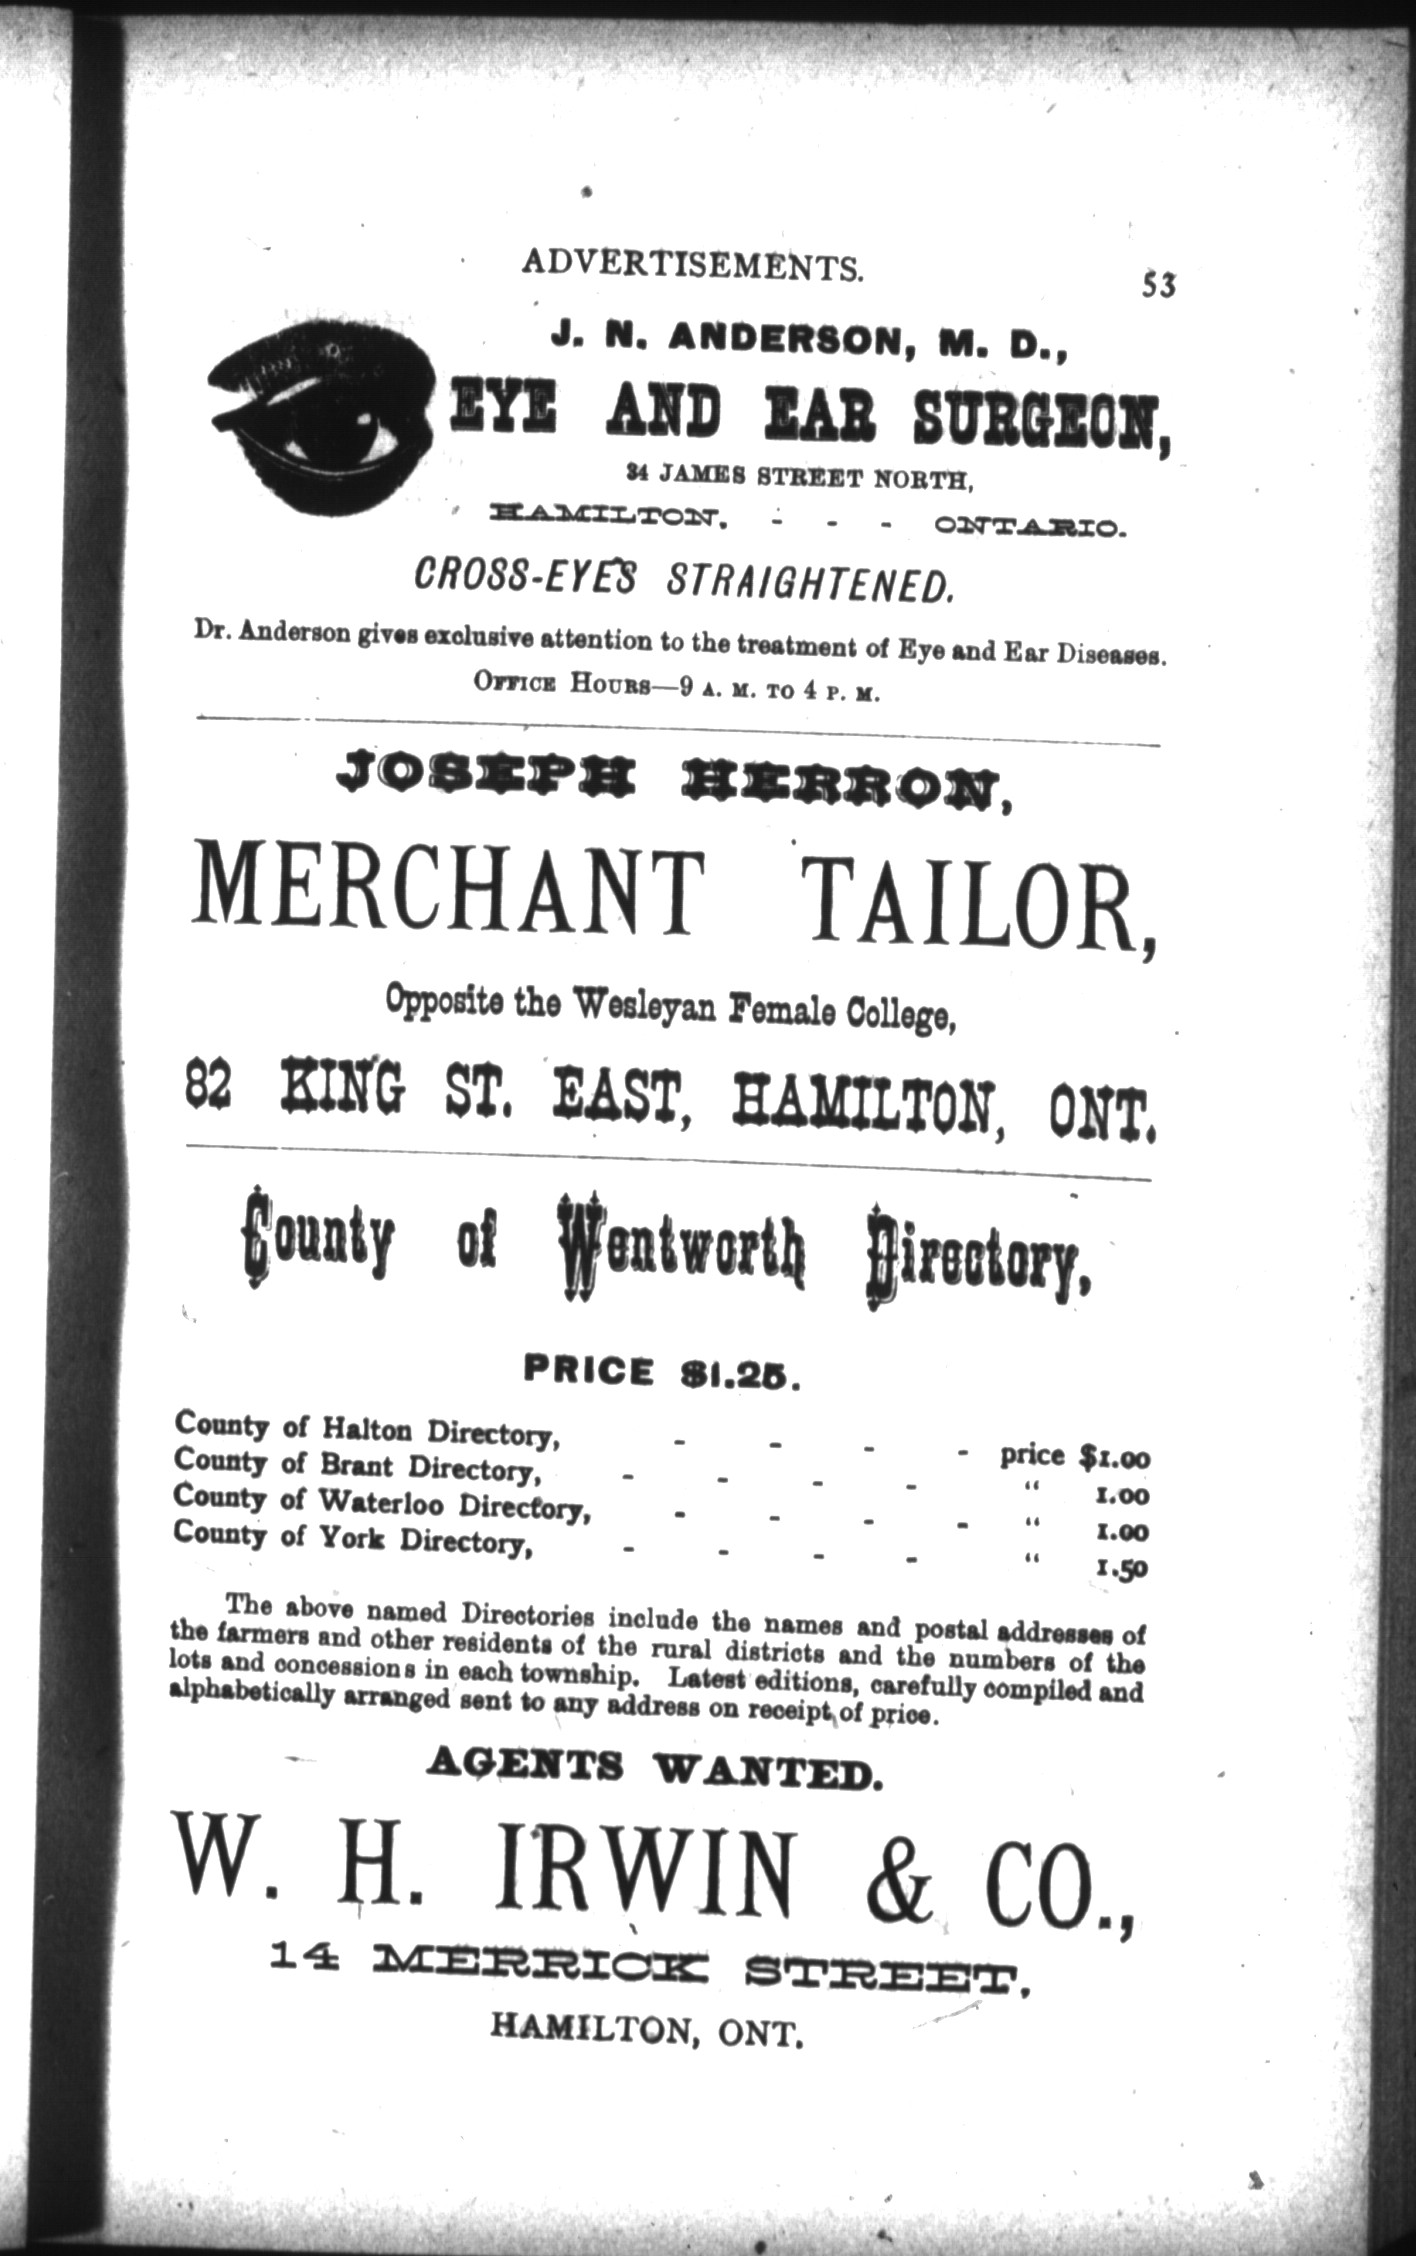 ADVERTISEMENTS. 53
J. N. ANDERSON, M. D.,
EYE AND EAR SURGEON,
34 JAMES STREET NORTH,
HAMILTON, - - - ONTARIO.
CROSS-EYES STRAIGHTENED.
Dr. Anderson gives exclusive attention to the treatment of Eye and Ear Diseases.
OFFICE HOURS—9 A. M. TO 4 P. M.
JOSEPH HERRON,
MERCHANT TAILOR,
Opposite the Wesleyan Female College,
82 KING ST. EAST, HAMILTON, ONT.
County of Wentworth Directory,
PRICE $1.25.
County of Halton Directory, - - - - price $1.00
County of Brant Directory, - - - - " 1.00
County of Waterloo Directory, - - - - " 1.00
County of York Directory, - - - - " 1.50
The above named Directories include the names and postal addresses of
the farmers and other residents of the rural districts and the numbers of the
lots and concessions in each township. Latest editions, carefully compiled and
alphabetically arranged sent to any address on receipt of price.
AGENTS WANTED.
W. H. IRWIN & CO.,
14 MERRICK STREET,
HAMILTON, ONT.